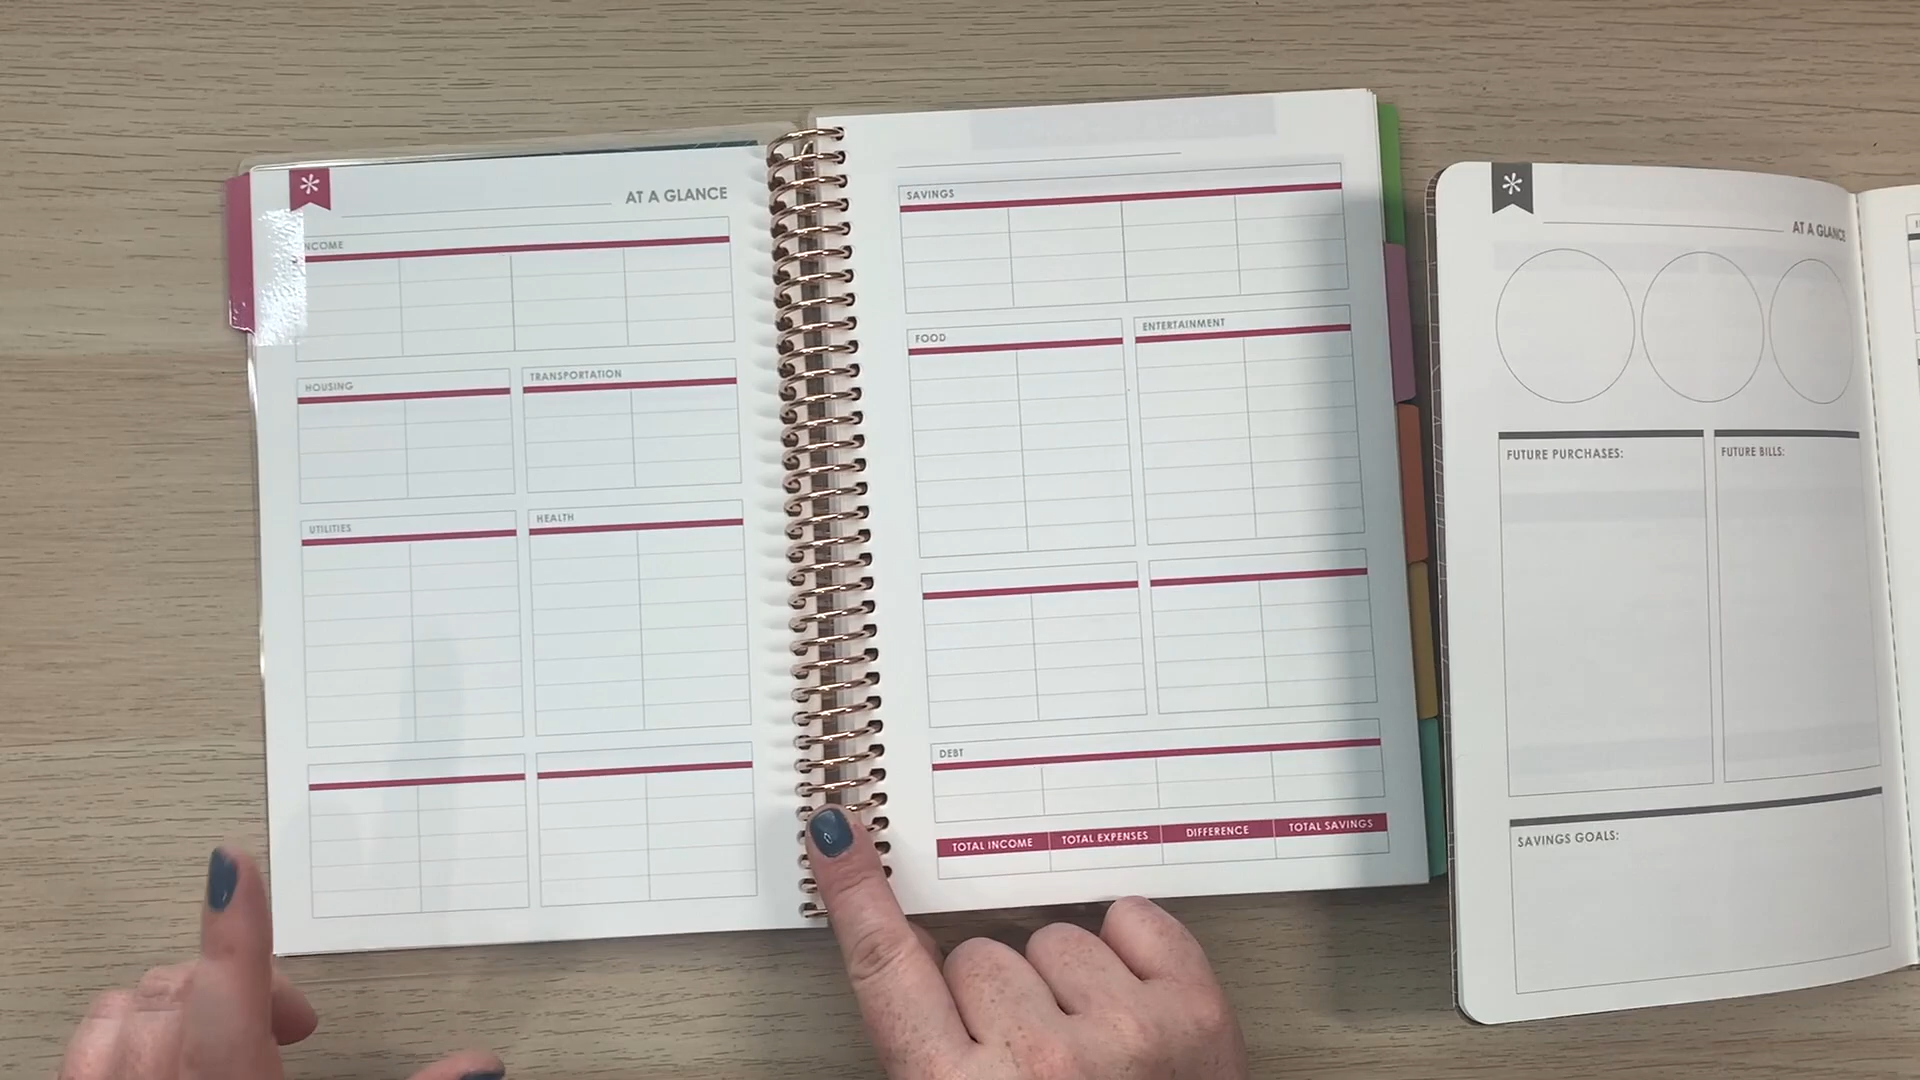 AT A GLANCE
INCOME
HOUSING
TRANSPORTATION
UTILITIES
HEALTH
SAVINGS
FOOD
ENTERTAINMENT
DEBT
TOTAL INCOME
TOTAL EXPENSES
DIFFERENCE
TOTAL SAVINGS
AT A GLANCE
FUTURE PURCHASES:
FUTURE BILLS:
SAVINGS GOALS: